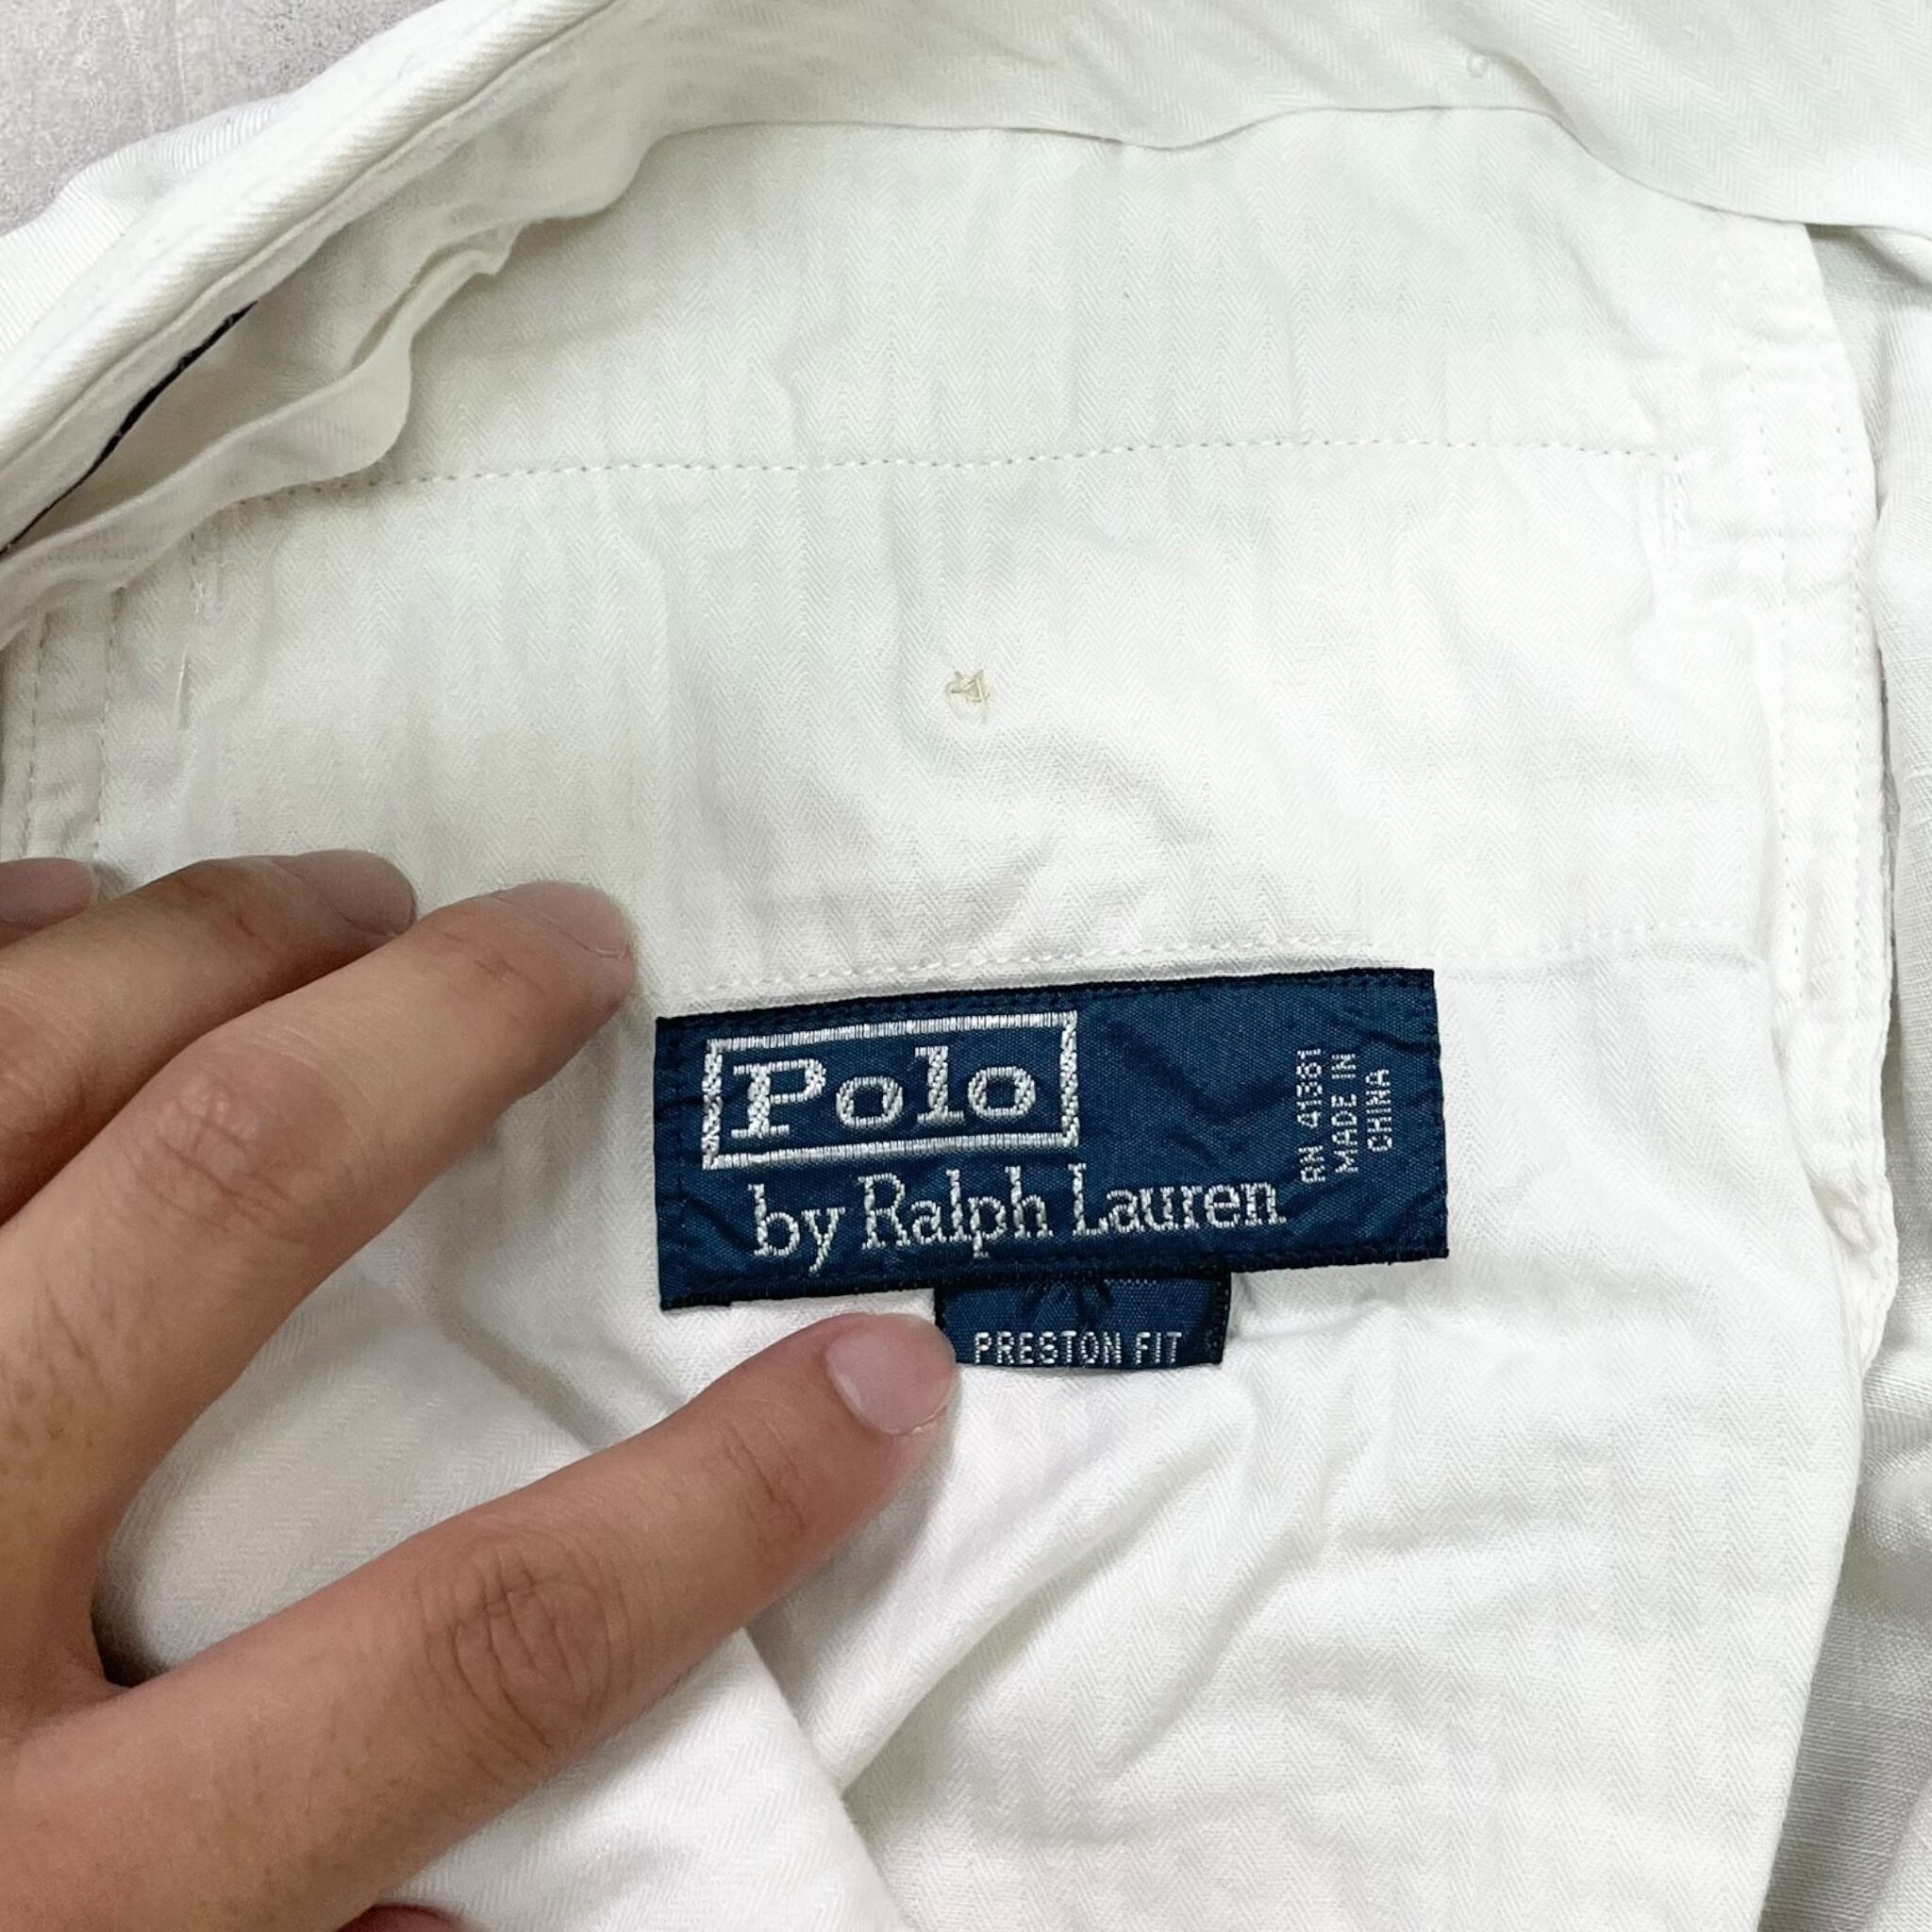 Polo
by Ralph Lauren
RN 41381
MADE IN
CHINA
PRESTON FIT